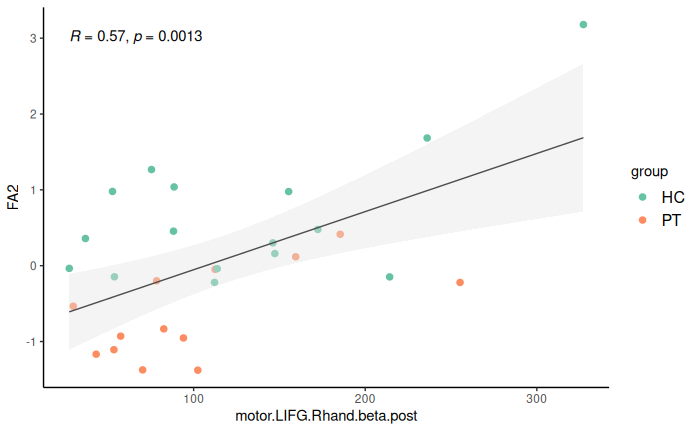 R = 0.57, p = 0.0013
3
2
1
0
-1
FA2
100
200
300
motor.LIFG.Rhand.beta.post
group
HC
PT